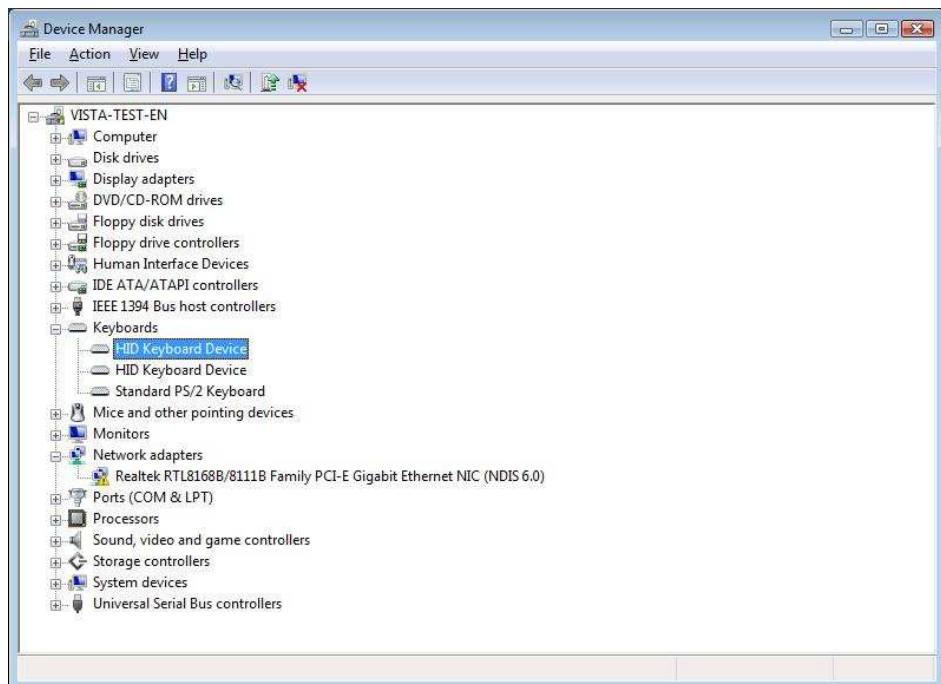 Device Manager
File Action View Help
VISTA-TEST-EN
Computer
Disk drives
Display adapters
DVD/CD-ROM drives
Floppy disk drives
Floppy drive controllers
Human Interface Devices
IDE ATA/ATAPI controllers
IEEE 1394 Bus host controllers
Keyboards
HID Keyboard Device
HID Keyboard Device
Standard PS/2 Keyboard
Mice and other pointing devices
Monitors
Network adapters
Realtek RTL8168B/8111B Family PCI-E Gigabit Ethernet NIC (NDIS 6.0)
Ports (COM & LPT)
Processors
Sound, video and game controllers
Storage controllers
System devices
Universal Serial Bus controllers